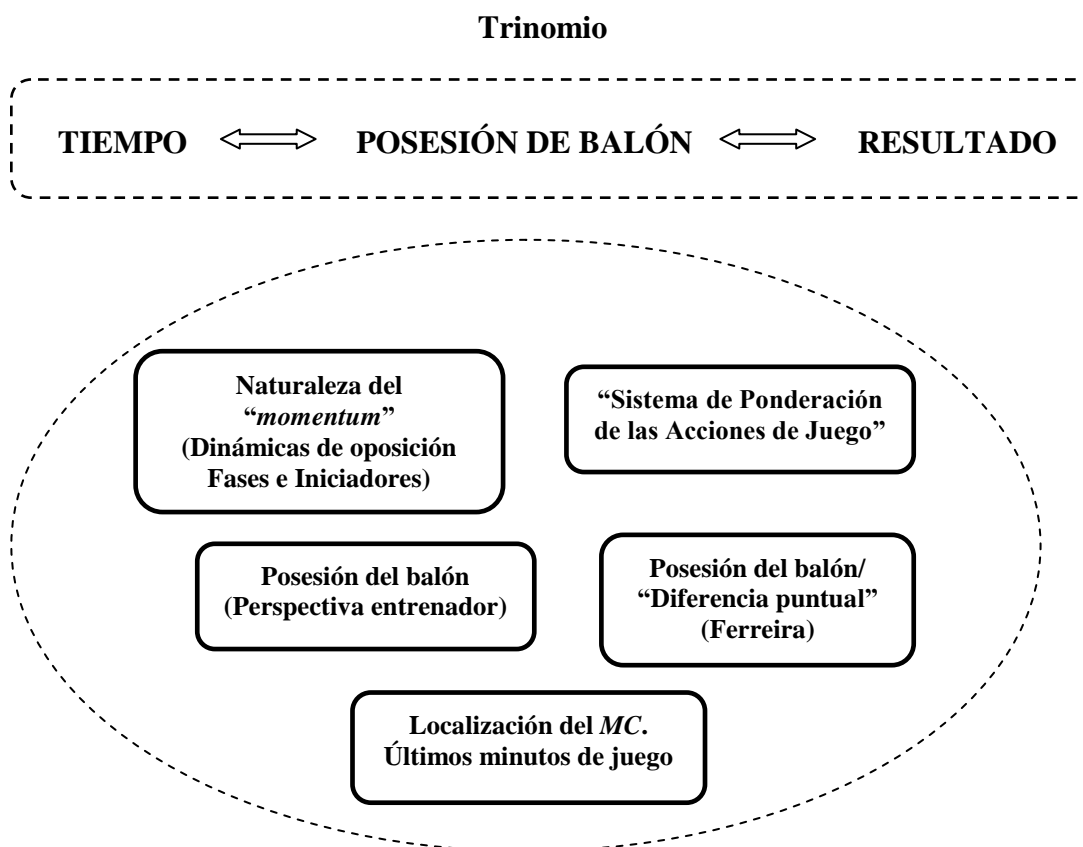 Trinomio
TIEMPO POSESIÓN DE BALÓN RESULTADO
Naturaleza del
“momentum”
(Dinámicas de oposición
Fases e Iniciadores)
“Sistema de Ponderación
de las Acciones de Juego”
Posesión del balón
(Perspectiva entrenador)
Posesión del balón/
“Diferencia puntual”
(Ferreira)
Localización del MC.
Últimos minutos de juego